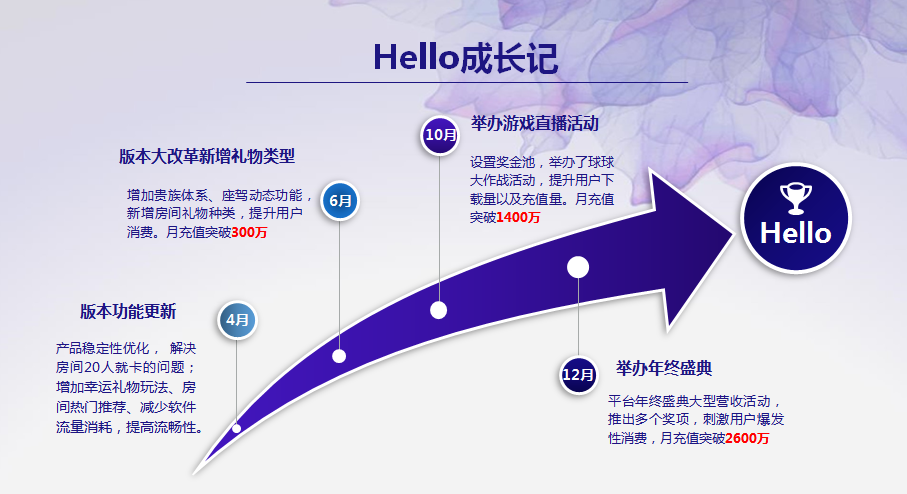 Hello成长记
4月
版本功能更新
产品稳定性优化， 解决
房间20人就卡的问题；
增加幸运礼物玩法、房
间热门推荐、减少软件
流量消耗，提高流畅性。
6月
版本大改革新增礼物类型
增加贵族体系、座驾动态功能，
新增房间礼物种类，提升用户
消费。月充值突破300万
10月
举办游戏直播活动
设置奖金池，举办了球球
大作战活动，提升用户下
载量以及充值量。月充值
突破1400万
12月
举办年终盛典
平台年终盛典大型营收活动，
推出多个奖项，刺激用户爆发
性消费，月充值突破2600万
Hello